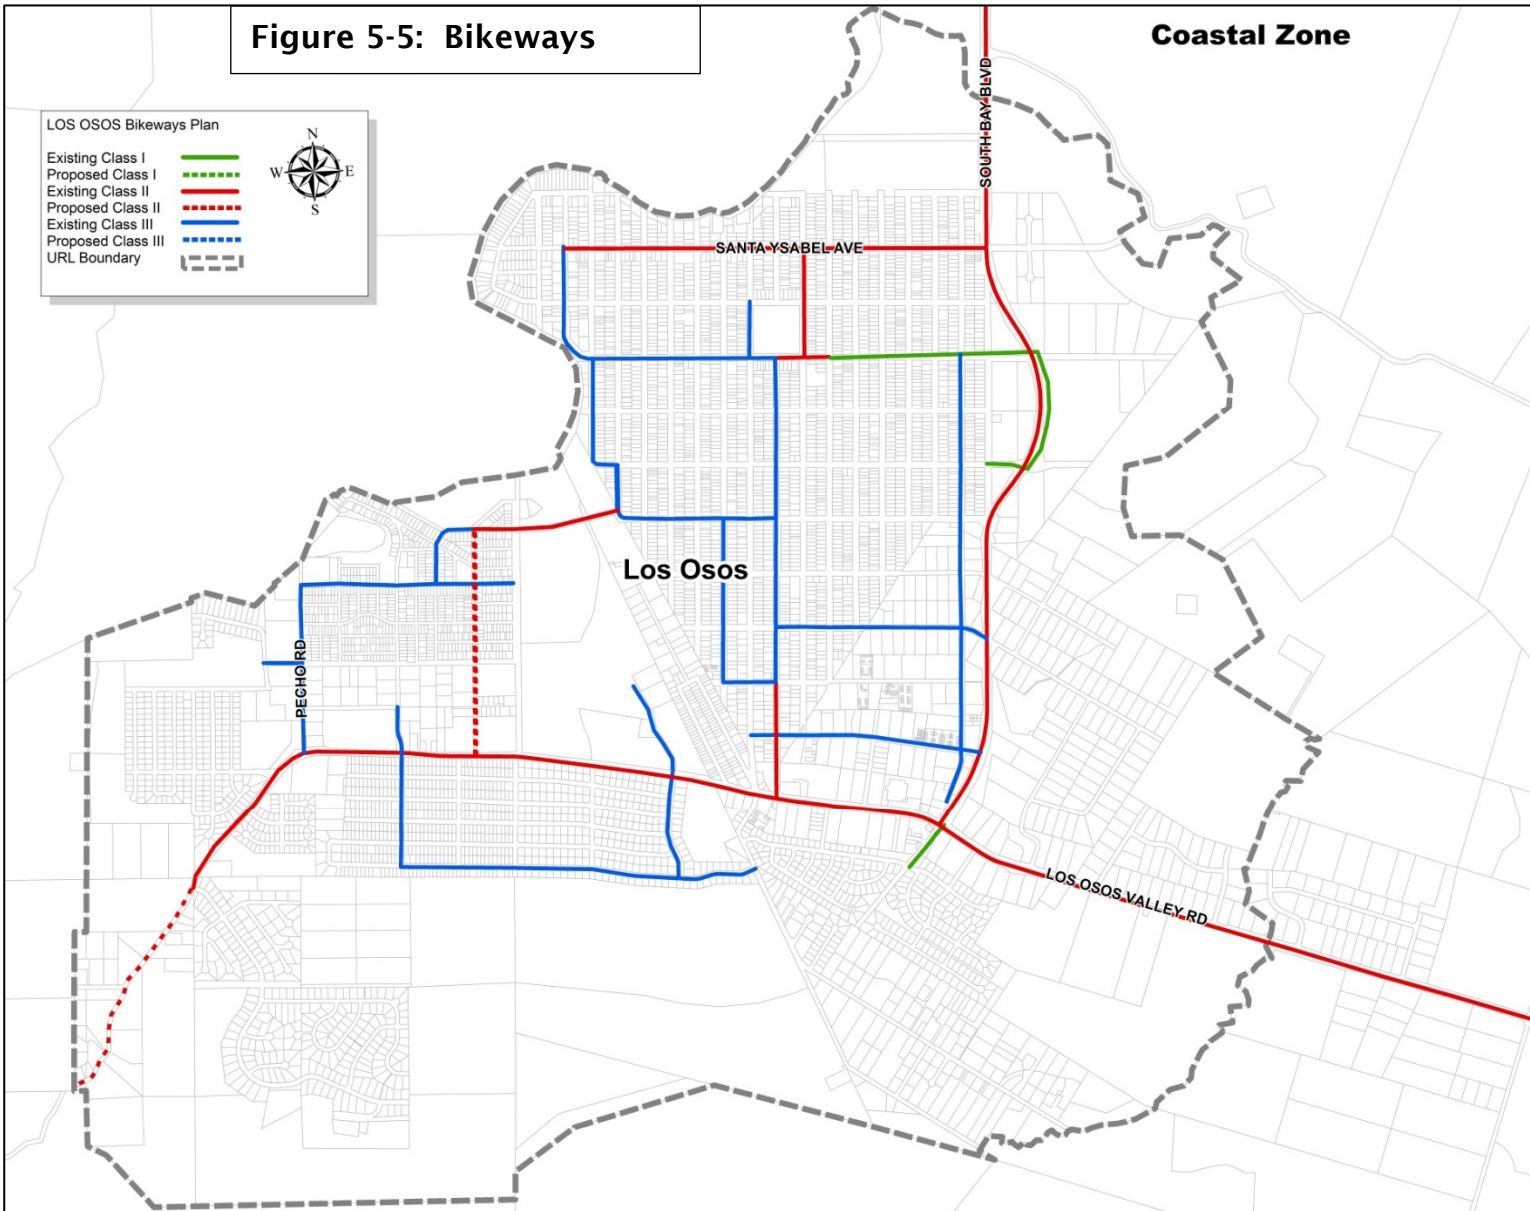 Figure 5-5: Bikeways
Coastal Zone
LOS OSOS Bikeways Plan
Existing Class I
Proposed Class I
Existing Class II
Proposed Class II
Existing Class III
Proposed Class III
URL Boundary
N
W
E
S
SOUTH BAY BLVD
SANTA YSABEL AVE
Los Osos
PECHO RD
LOS OSOS VALLEY RD